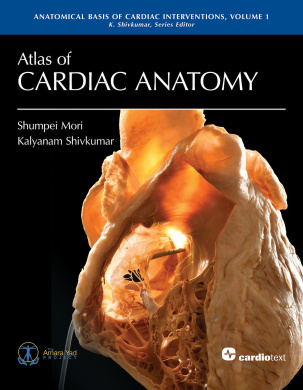 ANATOMICAL BASIS OF CARDIAC INTERVENTIONS, VOLUME 1
K. Shivkumar, Series Editor
Atlas of
CARDIAC ANATOMY
Shumpei Mori
Kalyanam Shivkumar
The
Amara Yad
PROJECT
cardiotext